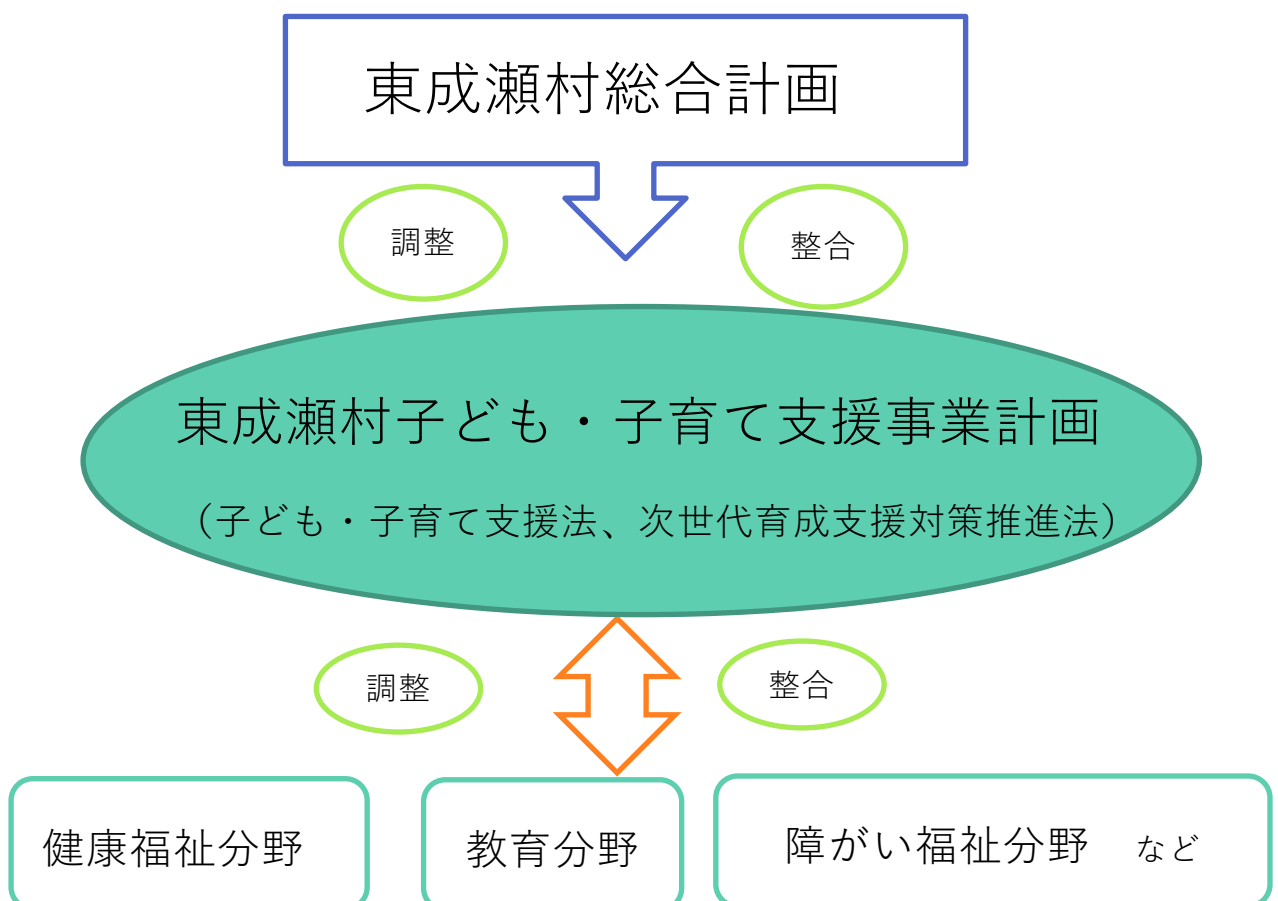 東成瀬村総合計画
調整
整合
東成瀬村子ども・子育て支援事業計画
（子ども・子育て支援法、次世代育成支援対策推進法）
調整
整合
健康福祉分野
教育分野
障がい福祉分野　など